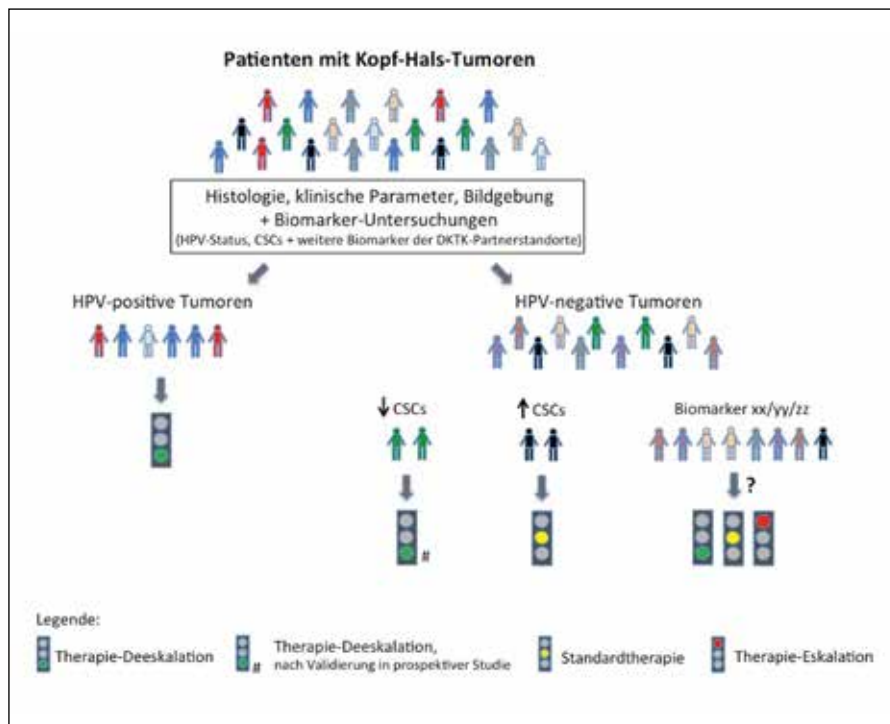 Patienten mit Kopf-Hals-Tumoren
Histologie, klinische Parameter, Bildgebung
+ Biomarker-Untersuchungen
(HPV-Status, CSCs + weitere Biomarker der DKTK-Partnerstandorte)
HPV-positive Tumoren
HPV-negative Tumoren
↓ CSCs
↑ CSCs
Biomarker xx/yy/zz
?
#
Legende:
Therapie-Deeskalation
# Therapie-Deeskalation,
nach Validierung in prospektiver Studie
Standardtherapie
Therapie-Eskalation